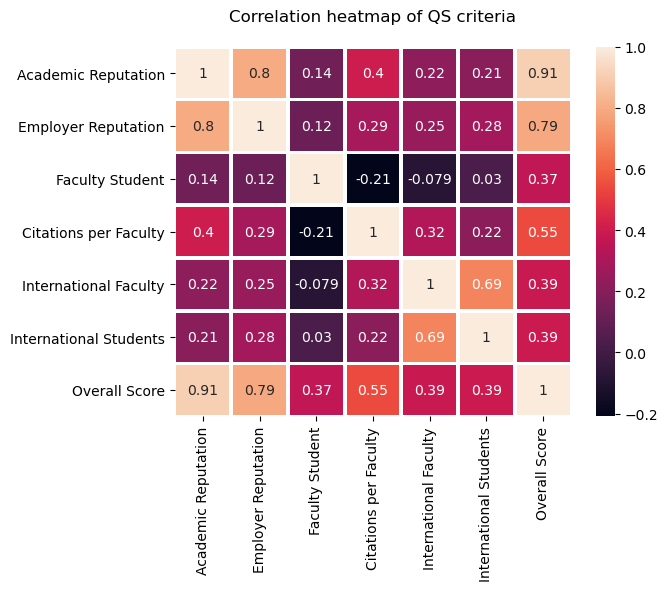 Correlation heatmap of QS criteria
Academic Reputation 1 0.8 0.14 0.4 0.22 0.21 0.91
Employer Reputation 0.8 1 0.12 0.29 0.25 0.28 0.79
Faculty Student 0.14 0.12 1 -0.21 -0.079 0.03 0.37
Citations per Faculty 0.4 0.29 -0.21 1 0.32 0.22 0.55
International Faculty 0.22 0.25 -0.079 0.32 1 0.69 0.39
International Students 0.21 0.28 0.03 0.22 0.69 1 0.39
Overall Score 0.91 0.79 0.37 0.55 0.39 0.39 1
Academic Reputation
Employer Reputation
Faculty Student
Citations per Faculty
International Faculty
International Students
Overall Score
1.0
0.8
0.6
0.4
0.2
0.0
−0.2